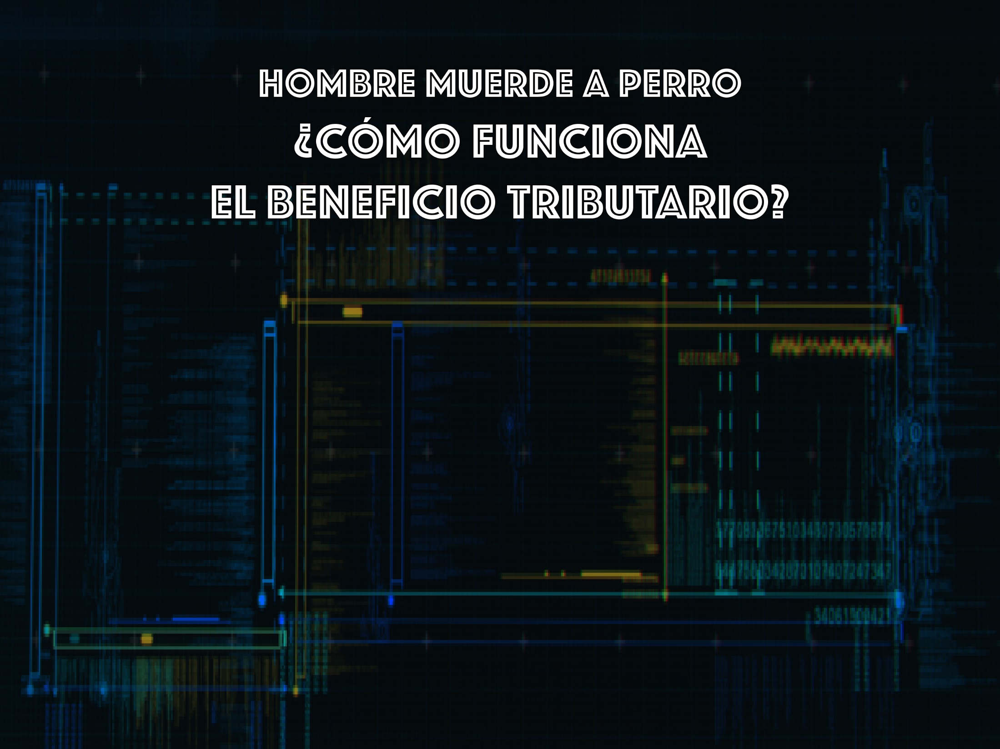 HOMBRE MUERDE A PERRO
¿CÓMO FUNCIONA
EL BENEFICIO TRIBUTARIO?